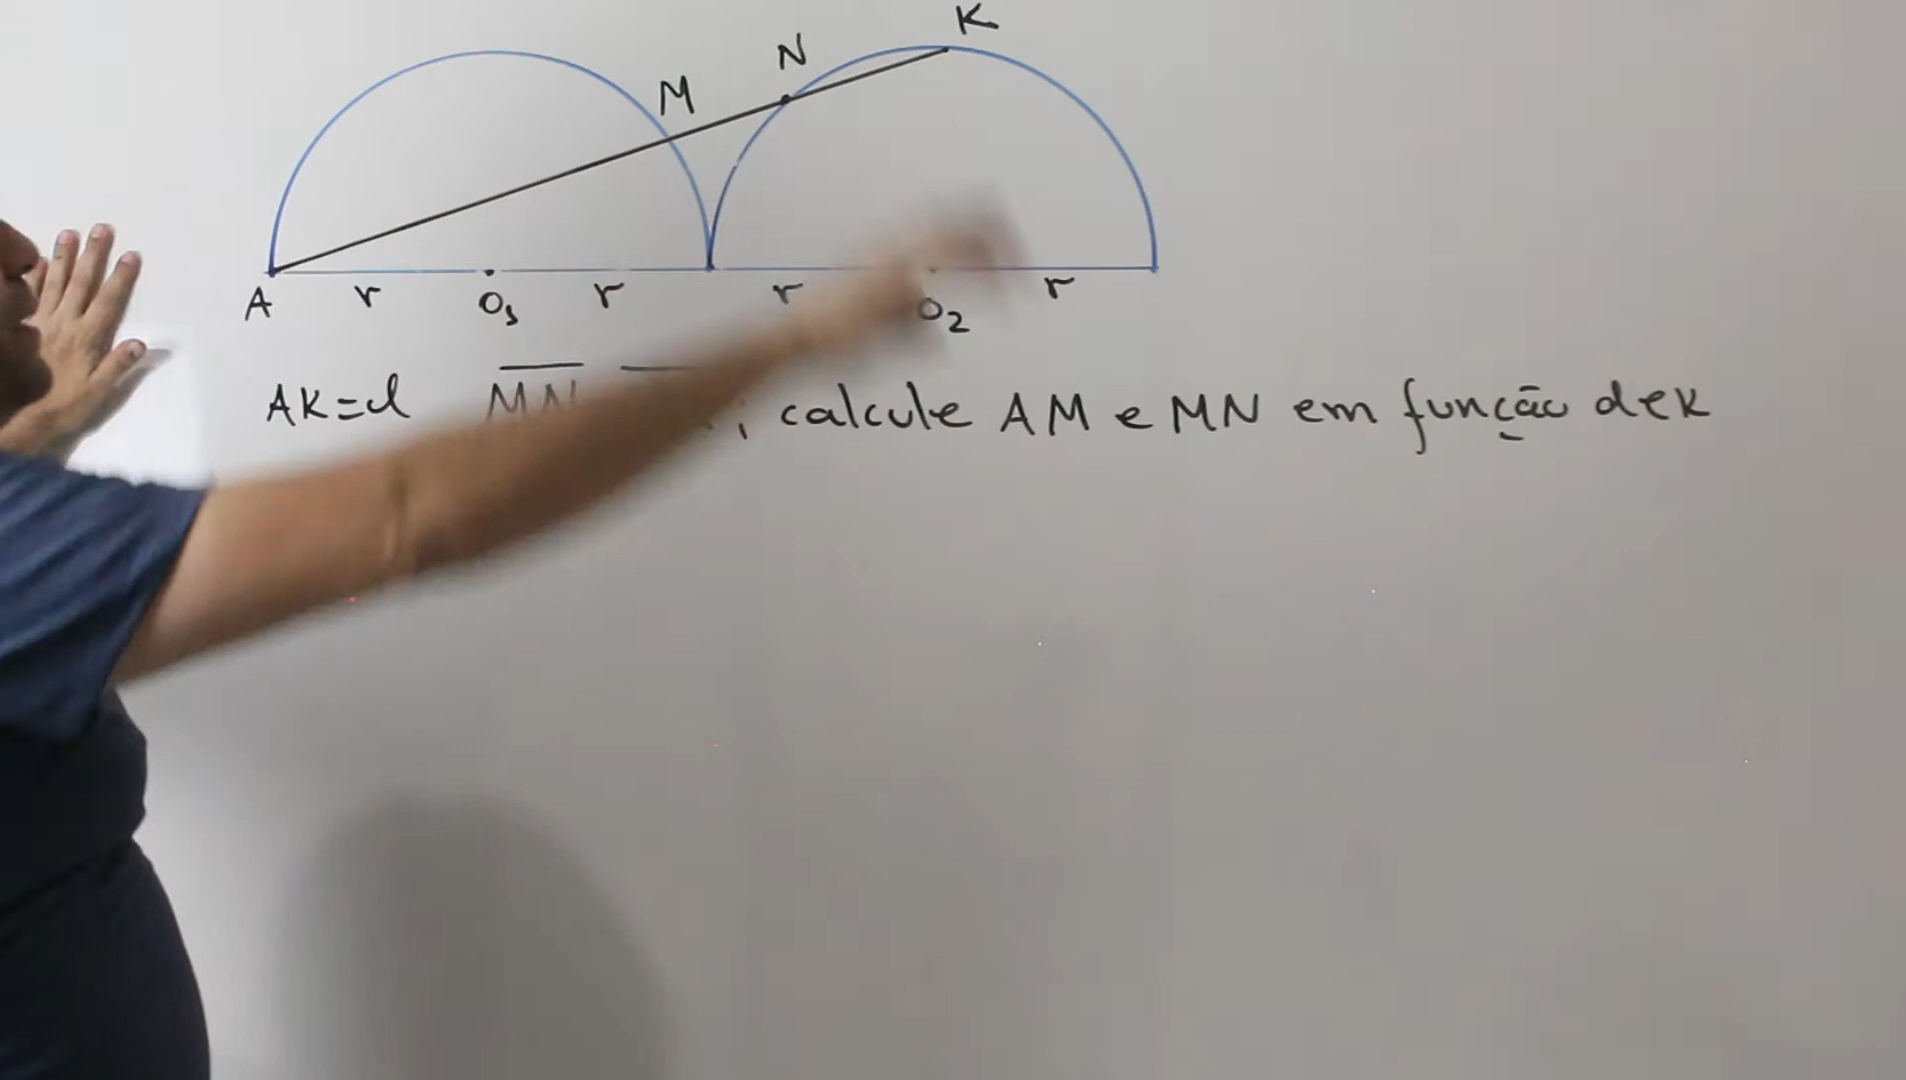 K
N
M
A r O₁ r r O₂ r
AK=d MN , calcule AM e MN em função de k